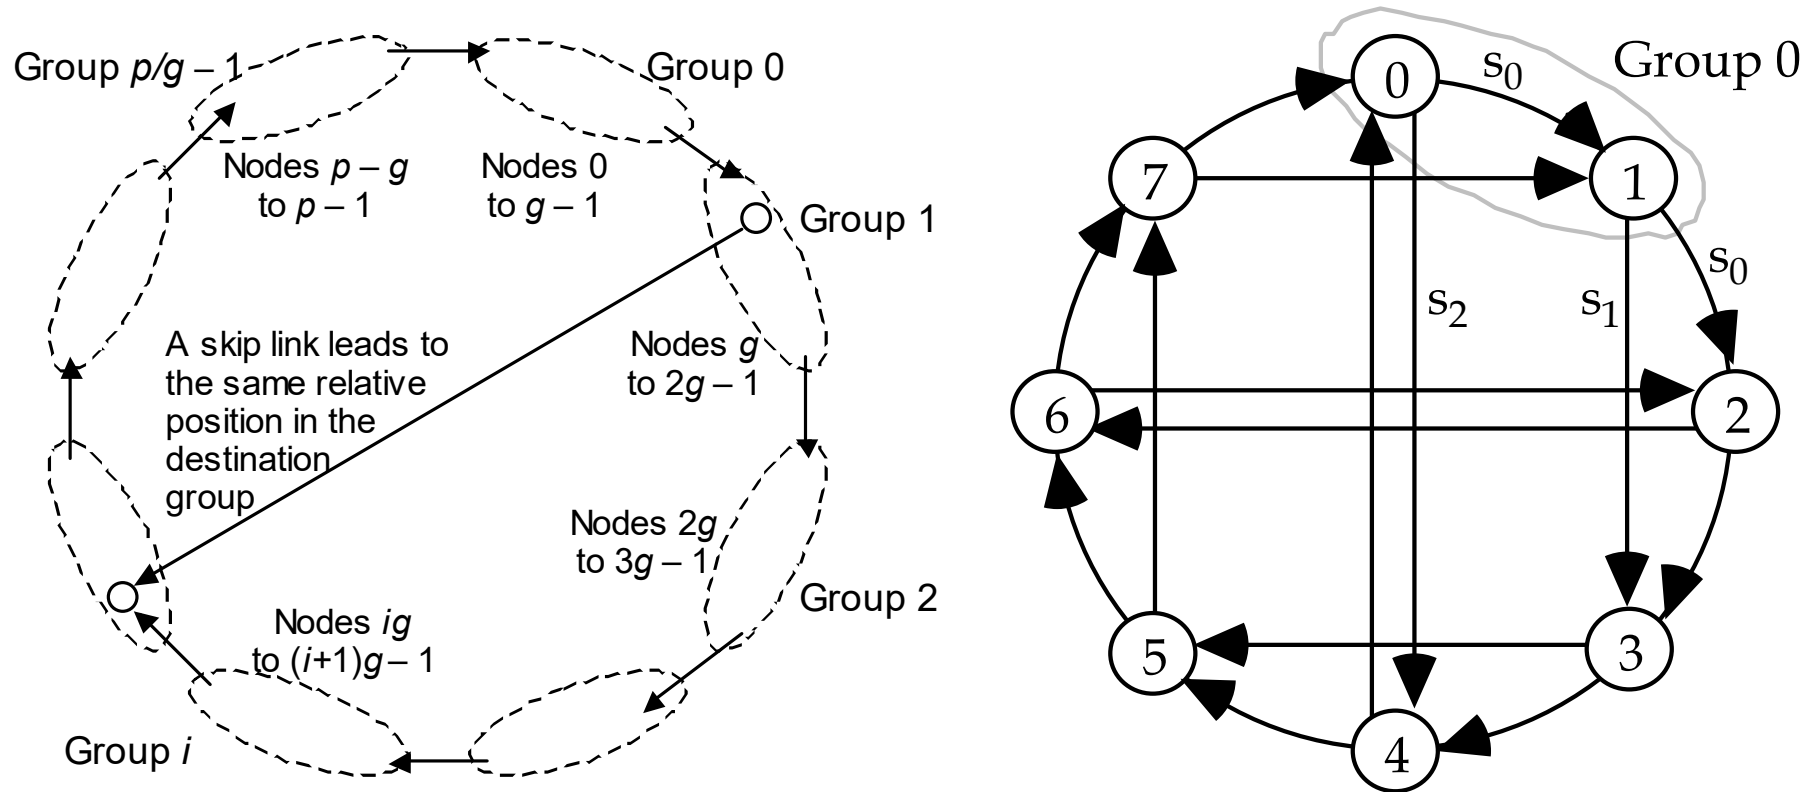 Group p/g – 1
Group 0
Nodes p – g
to p – 1
Nodes 0
to g – 1
Group 1
A skip link leads to
the same relative
position in the
destination
group
Nodes g
to 2g – 1
Nodes 2g
to 3g – 1
Group 2
Nodes ig
to (i+1)g – 1
Group i
Group 0
0
s0
1
7
s0
s2
s1
6
2
5
3
4